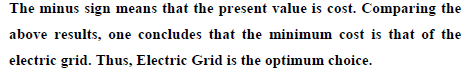 The minus sign means that the present value is cost. Comparing the
above results, one concludes that the minimum cost is that of the
electric grid. Thus, Electric Grid is the optimum choice.